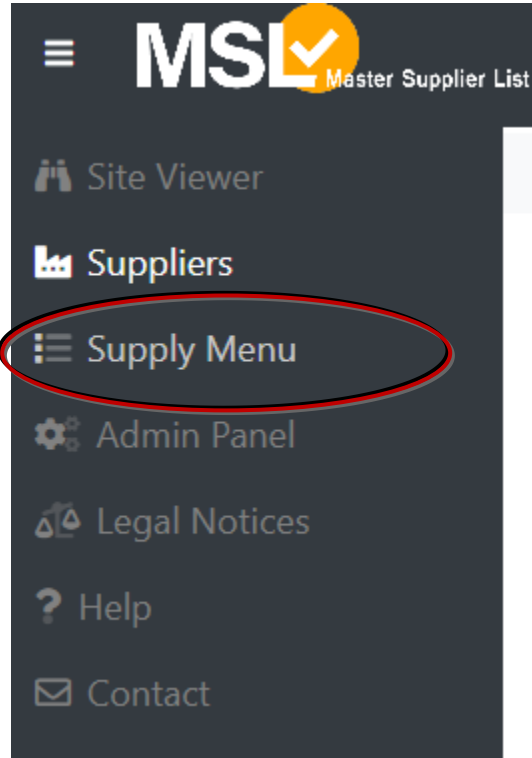 MSL
Master Supplier List
Site Viewer
Suppliers
Supply Menu
Admin Panel
Legal Notices
? Help
Contact